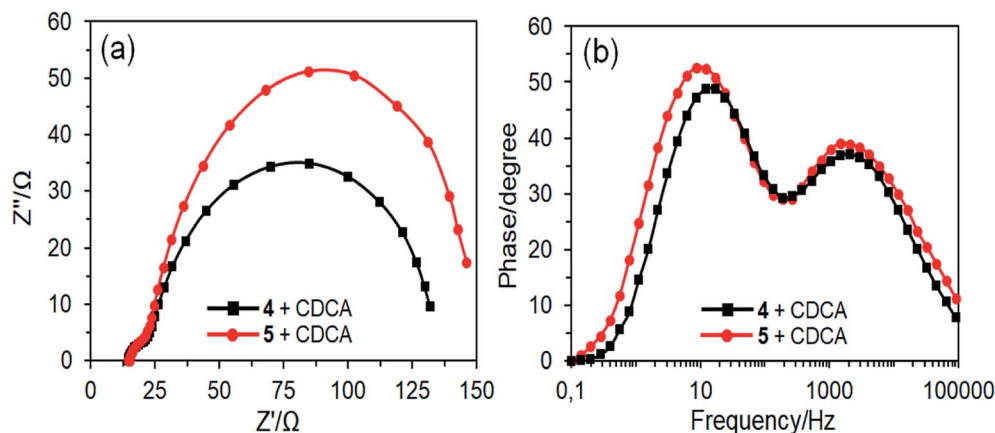 (a)
60
50
40
30
20
10
0
Z''/Ω
4 + CDCA
5 + CDCA
0 25 50 75 100 125 150
Z'/Ω
(b)
60
50
40
30
20
10
0
Phase/degree
4 + CDCA
5 + CDCA
0,1 10 1000 100000
Frequency/Hz